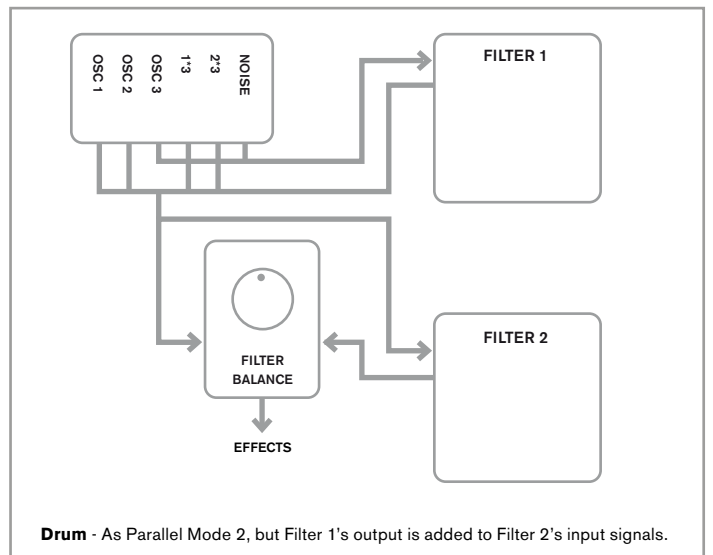 OSC 1
OSC 2
OSC 3
1*3
2*3
NOISE
FILTER 1
FILTER 2
FILTER
BALANCE
EFFECTS
Drum - As Parallel Mode 2, but Filter 1's output is added to Filter 2's input signals.